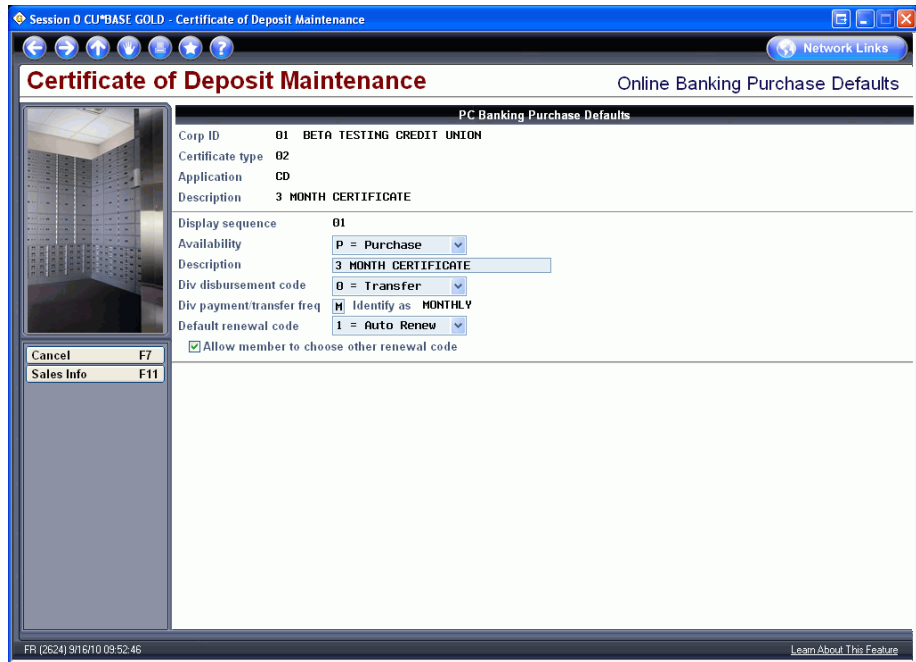 Session 0 CU*BASE GOLD - Certificate of Deposit Maintenance
Network Links
Certificate of Deposit Maintenance Online Banking Purchase Defaults
PC Banking Purchase Defaults
Corp ID 01 BETA TESTING CREDIT UNION
Certificate type 02
Application CD
Description 3 MONTH CERTIFICATE
Display sequence 01
Availability P = Purchase
Description 3 MONTH CERTIFICATE
Div disbursement code 0 = Transfer
Div payment/transfer freq M Identify as MONTHLY
Default renewal code 1 = Auto Renew
Allow member to choose other renewal code
Cancel F7
Sales Info F11
FR (2624) 9/16/10 09:52:46 Learn About This Feature